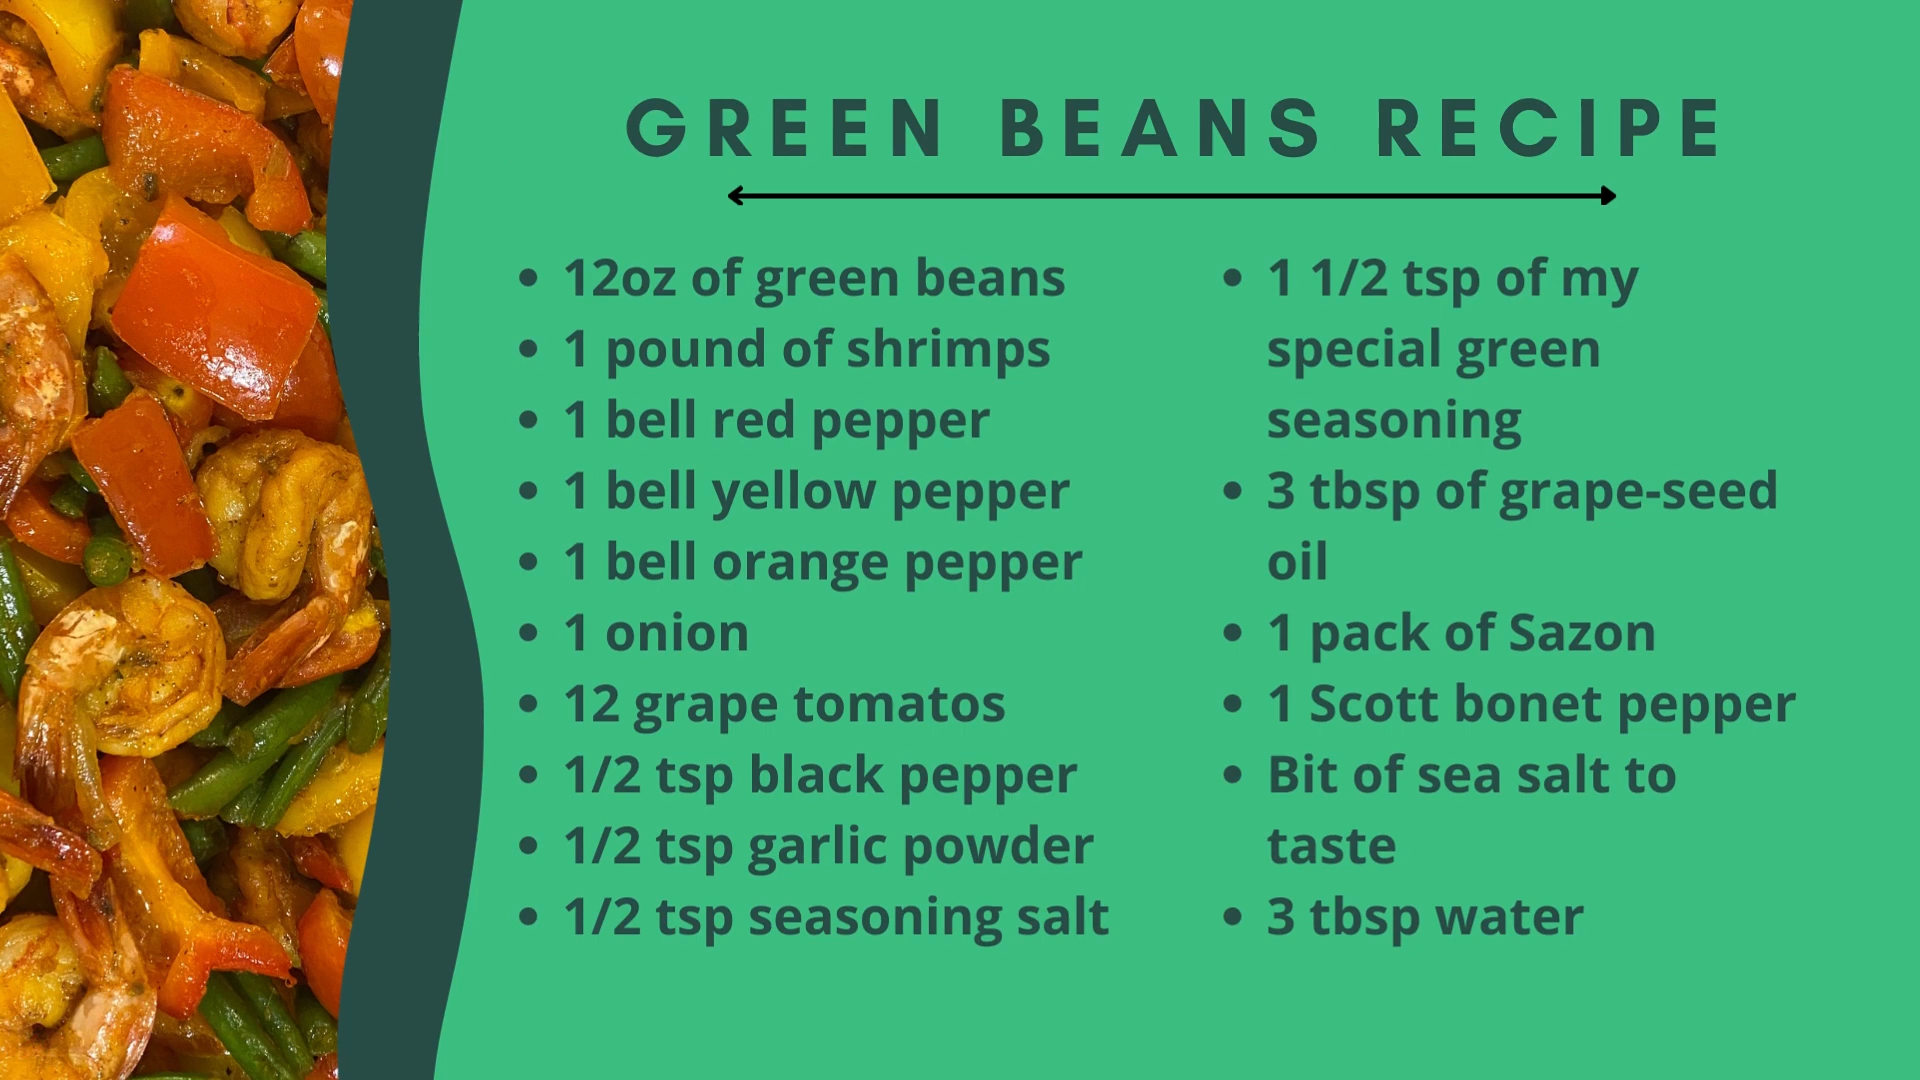 GREEN BEANS RECIPE
12oz of green beans
1 pound of shrimps
1 bell red pepper
1 bell yellow pepper
1 bell orange pepper
1 onion
12 grape tomatos
1/2 tsp black pepper
1/2 tsp garlic powder
1/2 tsp seasoning salt
1 1/2 tsp of my
special green
seasoning
3 tbsp of grape-seed
oil
1 pack of Sazon
1 Scott bonet pepper
Bit of sea salt to
taste
3 tbsp water